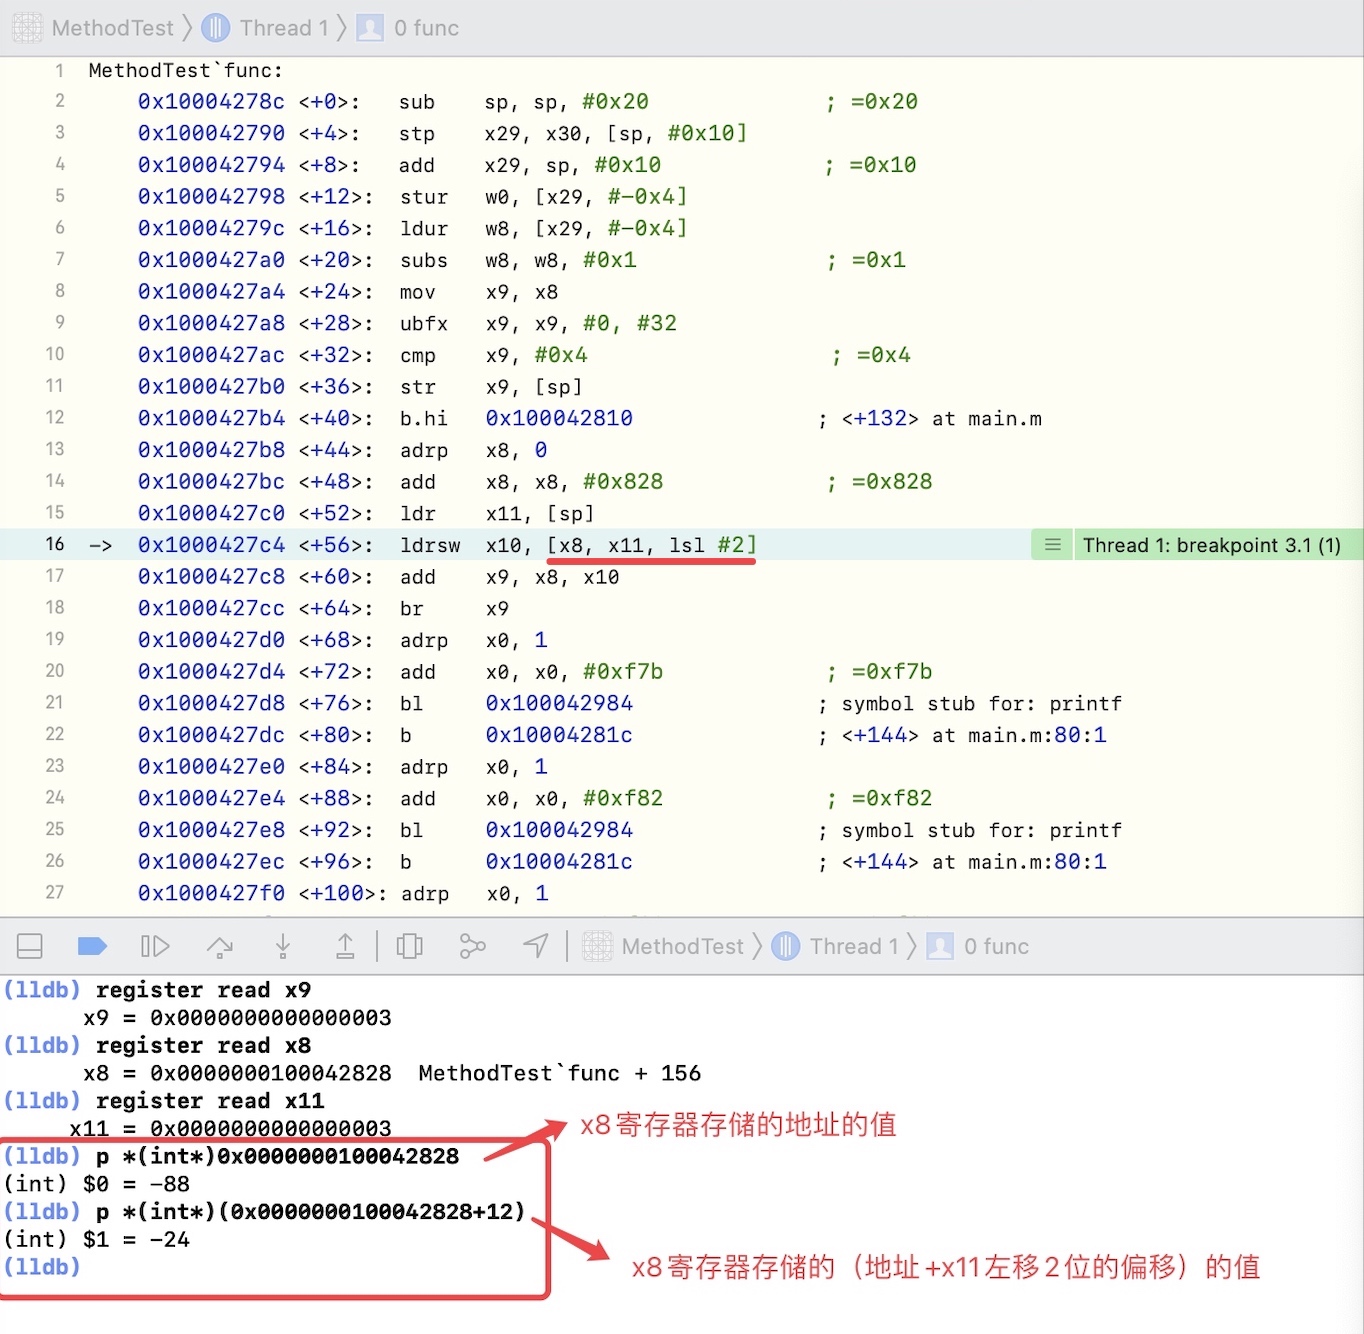 MethodTest 〉 Thread 1 〉 0 func
1 MethodTest`func:
2 0x10004278c <+0>: sub sp, sp, #0x20 ; =0x20
3 0x100042790 <+4>: stp x29, x30, [sp, #0x10]
4 0x100042794 <+8>: add x29, sp, #0x10 ; =0x10
5 0x100042798 <+12>: stur w0, [x29, #-0x4]
6 0x10004279c <+16>: ldur w8, [x29, #-0x4]
7 0x1000427a0 <+20>: subs w8, w8, #0x1 ; =0x1
8 0x1000427a4 <+24>: mov x9, x8
9 0x1000427a8 <+28>: ubfx x9, x9, #0, #32
10 0x1000427ac <+32>: cmp x9, #0x4 ; =0x4
11 0x1000427b0 <+36>: str x9, [sp]
12 0x1000427b4 <+40>: b.hi 0x100042810 ; <+132> at main.m
13 0x1000427b8 <+44>: adrp x8, 0
14 0x1000427bc <+48>: add x8, x8, #0x828 ; =0x828
15 0x1000427c0 <+52>: ldr x11, [sp]
16 -> 0x1000427c4 <+56>: ldrsw x10, [x8, x11, lsl #2] Thread 1: breakpoint 3.1 (1)
17 0x1000427c8 <+60>: add x9, x8, x10
18 0x1000427cc <+64>: br x9
19 0x1000427d0 <+68>: adrp x0, 1
20 0x1000427d4 <+72>: add x0, x0, #0xf7b ; =0xf7b
21 0x1000427d8 <+76>: bl 0x100042984 ; symbol stub for: printf
22 0x1000427dc <+80>: b 0x10004281c ; <+144> at main.m:80:1
23 0x1000427e0 <+84>: adrp x0, 1
24 0x1000427e4 <+88>: add x0, x0, #0xf82 ; =0xf82
25 0x1000427e8 <+92>: bl 0x100042984 ; symbol stub for: printf
26 0x1000427ec <+96>: b 0x10004281c ; <+144> at main.m:80:1
27 0x1000427f0 <+100>: adrp x0, 1
MethodTest 〉 Thread 1 〉 0 func
(lldb) register read x9
x9 = 0x0000000000000003
(lldb) register read x8
x8 = 0x0000000100042828 MethodTest`func + 156
(lldb) register read x11
x11 = 0x0000000000000003
x8寄存器存储的地址的值
(lldb) p *(int*)0x0000000100042828
(int) $0 = -88
(lldb) p *(int*)(0x0000000100042828+12)
(int) $1 = -24
(lldb)
x8寄存器存储的（地址+x11左移2位的偏移）的值